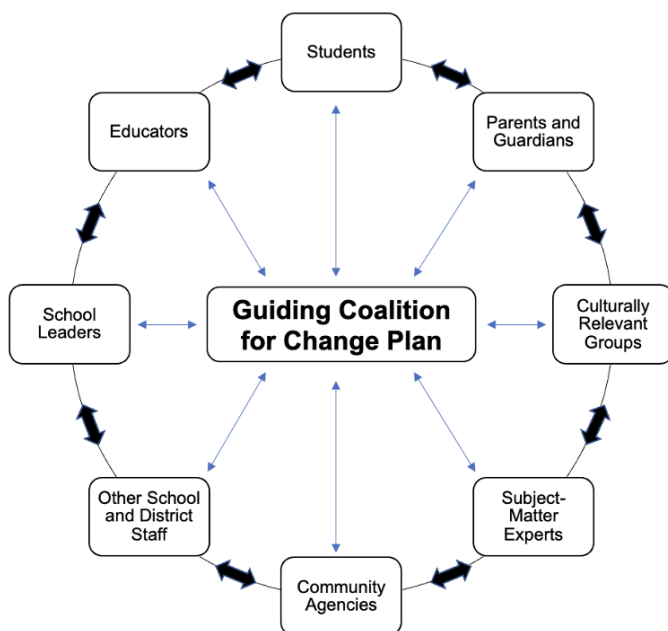 Students
Educators
Parents and
Guardians
School
Leaders
Guiding Coalition
for Change Plan
Culturally
Relevant
Groups
Other School
and District
Staff
Subject-
Matter
Experts
Community
Agencies